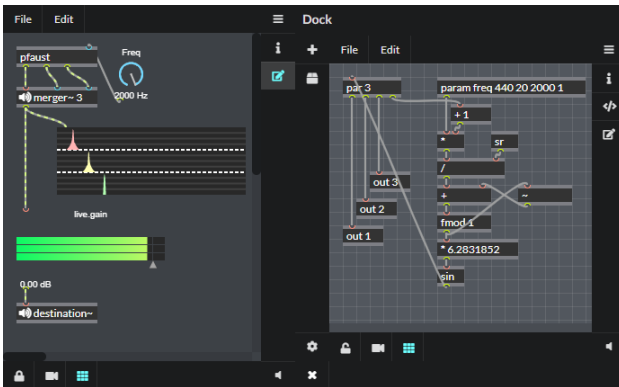 File Edit
pfaust
Freq
merger~ 3
2000 Hz
live.gain
0.00 dB
destination~
Dock
File Edit
par 3
param freq 440 20 2000 1
+ 1
*
sr
/
out 3
+
~
out 2
fmod 1
out 1
* 6.2831852
sin